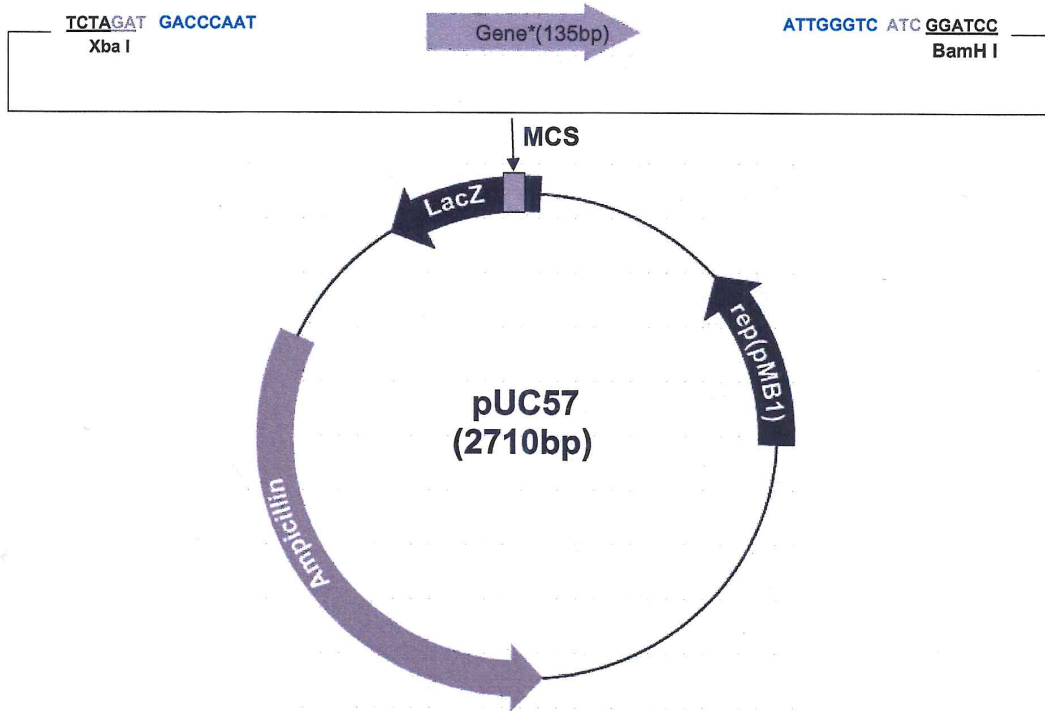 TCTAGAT GACCCAAT Gene*(135bp) ATTGGGTC ATC GGATCC
Xba I BamH I
MCS
LacZ
rep(pMB1)
pUC57
(2710bp)
Ampicillin